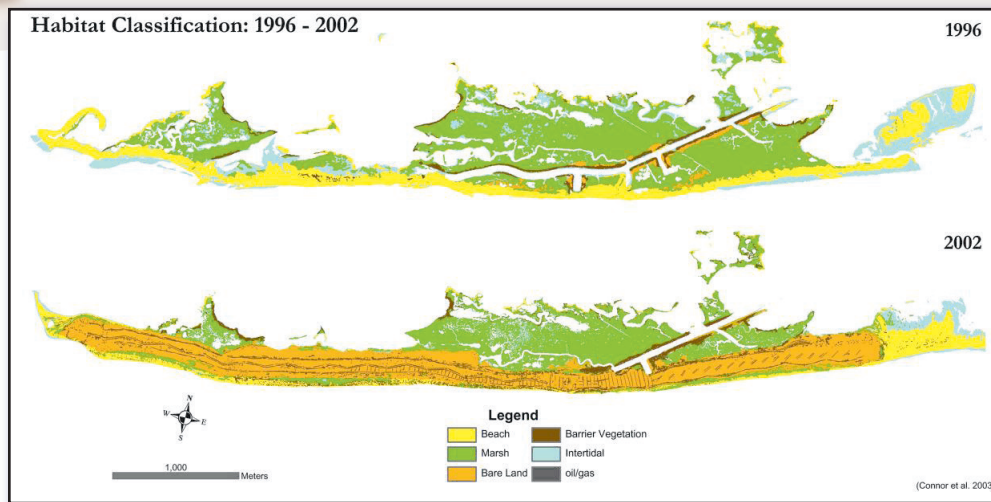 Habitat Classification: 1996 - 2002
1996
2002
N
W E
S
Legend
Beach
Barrier Vegetation
Marsh
Intertidal
Bare Land
oil/gas
1,000
Meters
(Connor et al. 2003